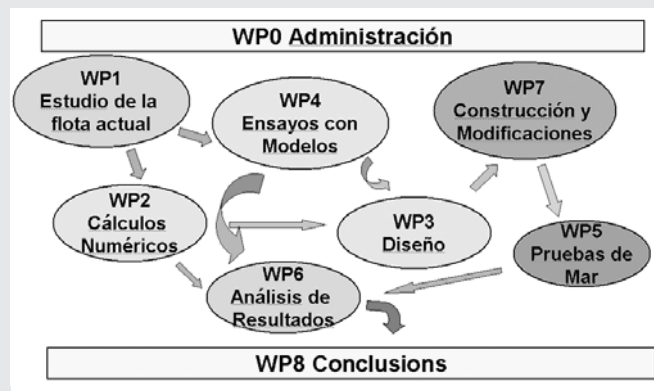 WP0 Administración
WP1
Estudio de la
flota actual
WP4
Ensayos con
Modelos
WP7
Construcción y
Modificaciones
WP2
Cálculos
Numéricos
WP3
Diseño
WP5
Pruebas de
Mar
WP6
Análisis de
Resultados
WP8 Conclusions